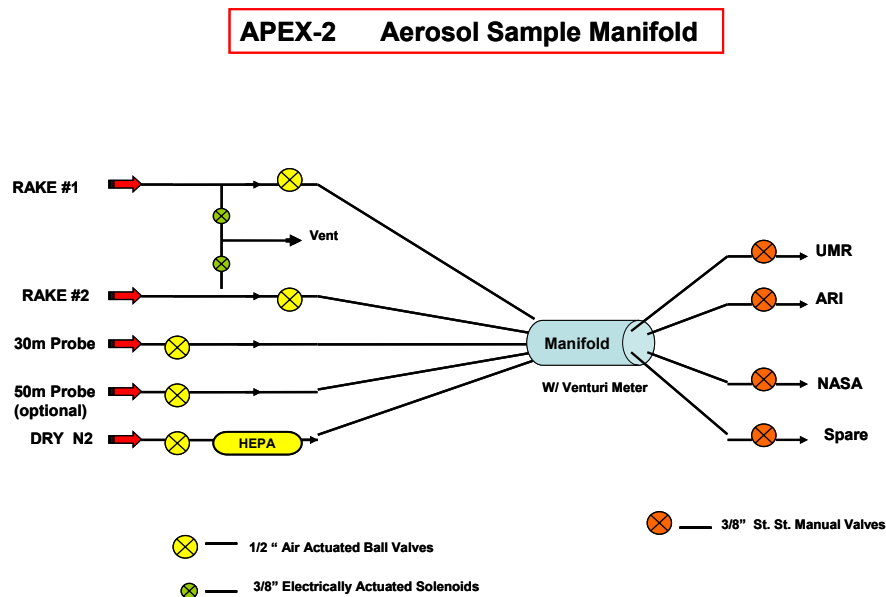 APEX-2 Aerosol Sample Manifold
RAKE #1
Vent
UMR
RAKE #2
ARI
30m Probe
Manifold
50m Probe
(optional)
W/ Venturi Meter
NASA
DRY N2
HEPA
Spare
3/8” St. St. Manual Valves
1/2 “ Air Actuated Ball Valves
3/8” Electrically Actuated Solenoids